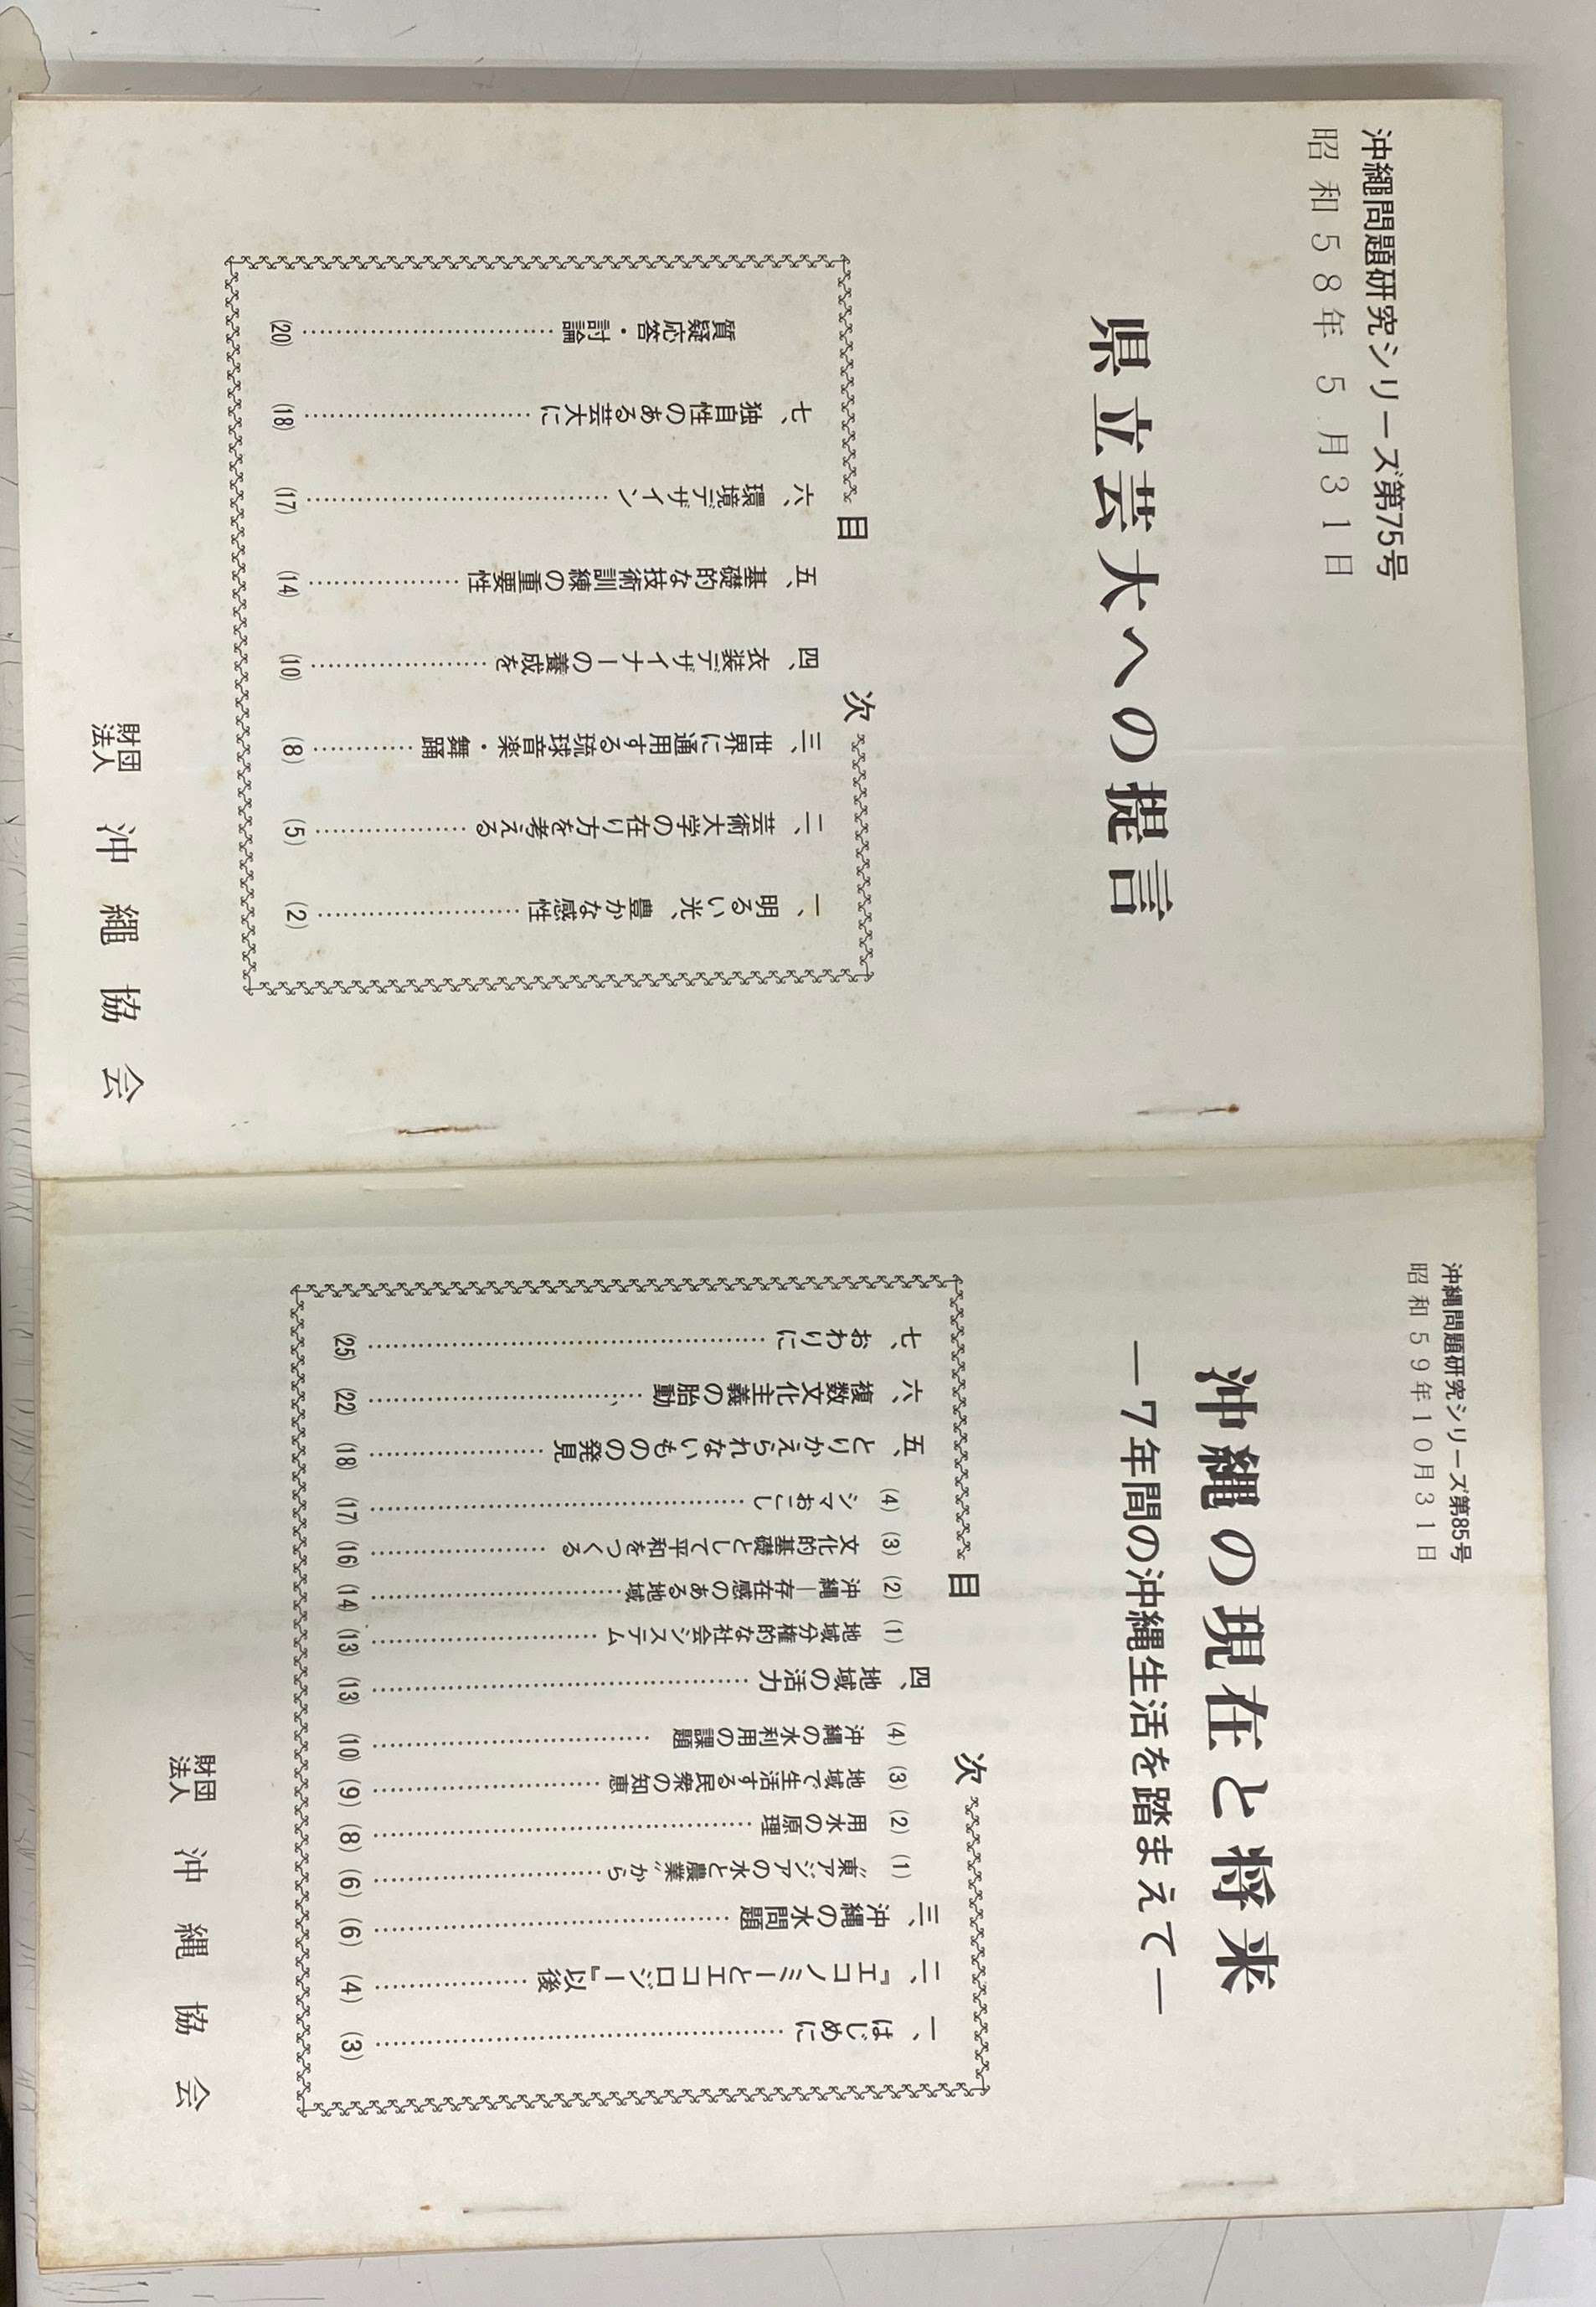 沖繩問題研究シリーズ第75号
昭和58年5月31日
県立芸大への提言
目次
一、明るい光、豊かな感性……………………(2)
二、芸術大学の在り方を考える………………(5)
三、世界に通用する琉球音楽・舞踊…………(8)
四、衣装デザイナーの養成を…………………(10)
五、基礎的な技術訓練の重要性………………(14)
六、環境デザイン………………………………(17)
七、独自性のある芸大に………………………(18)
質疑応答・討論…………………………(20)
財団法人 沖繩協会
沖縄問題研究シリーズ第85号
昭和59年10月31日
沖縄の現在と将来
―7年間の沖縄生活を踏まえて―
目次
一、はじめに……………………………………(3)
二、『エコノミーとエコロジー』以後…………(4)
三、沖縄の水問題………………………………(6)
(1) 〝東アジアの水と農業〟から……………(6)
(2) 用水の原理………………………………(8)
(3) 地域で生活する民衆の知恵……………(9)
(4) 沖縄の水利用の課題……………………(10)
四、地域の活力…………………………………(13)
(1) 地域分権的な社会システム……………(13)
(2) 沖縄―存在感のある地域………………(14)
(3) 文化的基礎として平和をつくる………(16)
(4) シマおこし………………………………(17)
五、とりかえられないものの発見……………(18)
六、複数文化主義の胎動………………………(22)
七、おわりに……………………………………(25)
財団法人 沖縄協会